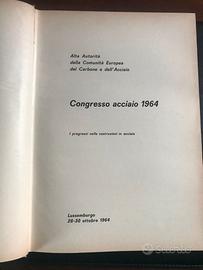 Alta Autorità
della Comunità Europea
del Carbone e dell'Acciaio
Congresso acciaio 1964
I progressi nelle costruzioni in acciaio
Lussemburgo
28-30 ottobre 1964
subito